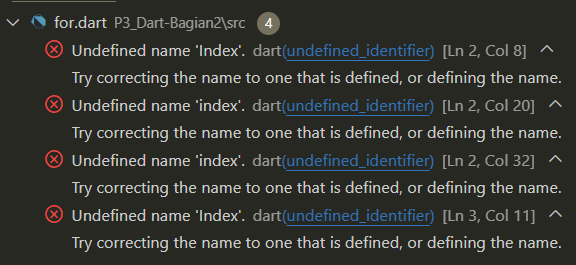 for.dart P3_Dart-Bagian2\src 4
Undefined name 'Index'. dart(undefined_identifier) [Ln 2, Col 8]
Try correcting the name to one that is defined, or defining the name.
Undefined name 'index'. dart(undefined_identifier) [Ln 2, Col 20]
Try correcting the name to one that is defined, or defining the name.
Undefined name 'index'. dart(undefined_identifier) [Ln 2, Col 32]
Try correcting the name to one that is defined, or defining the name.
Undefined name 'Index'. dart(undefined_identifier) [Ln 3, Col 11]
Try correcting the name to one that is defined, or defining the name.